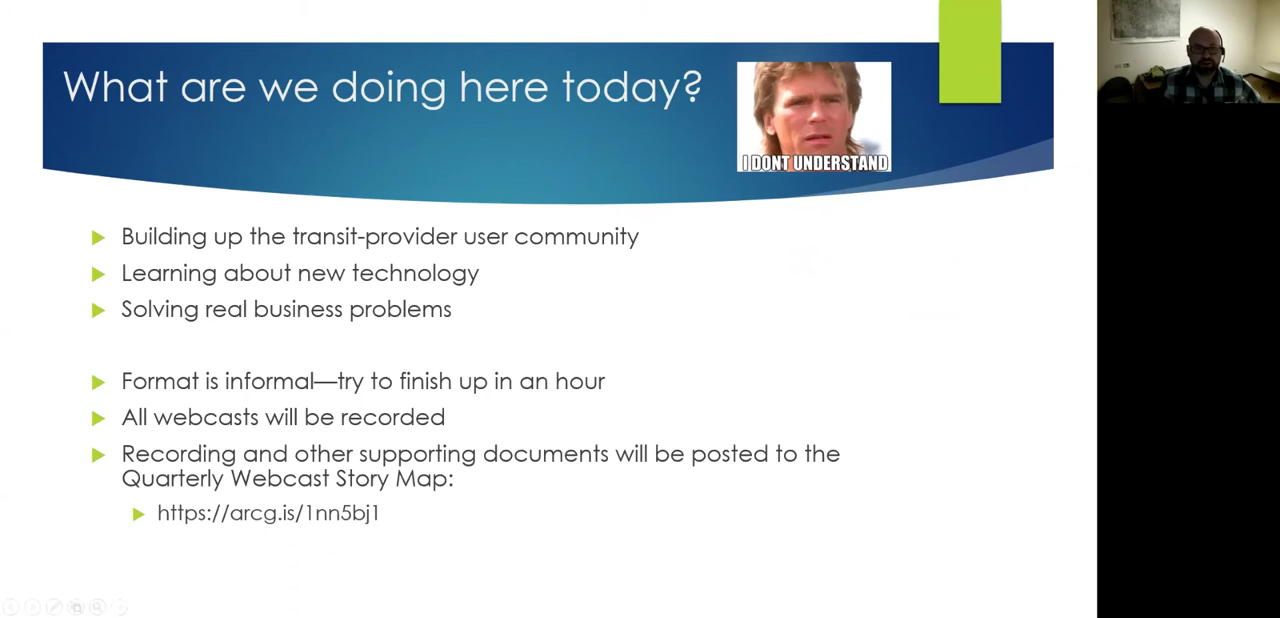 What are we doing here today?
I DONT UNDERSTAND
Building up the transit-provider user community
Learning about new technology
Solving real business problems
Format is informal—try to finish up in an hour
All webcasts will be recorded
Recording and other supporting documents will be posted to the
Quarterly Webcast Story Map:
https://arcg.is/1nn5bj1